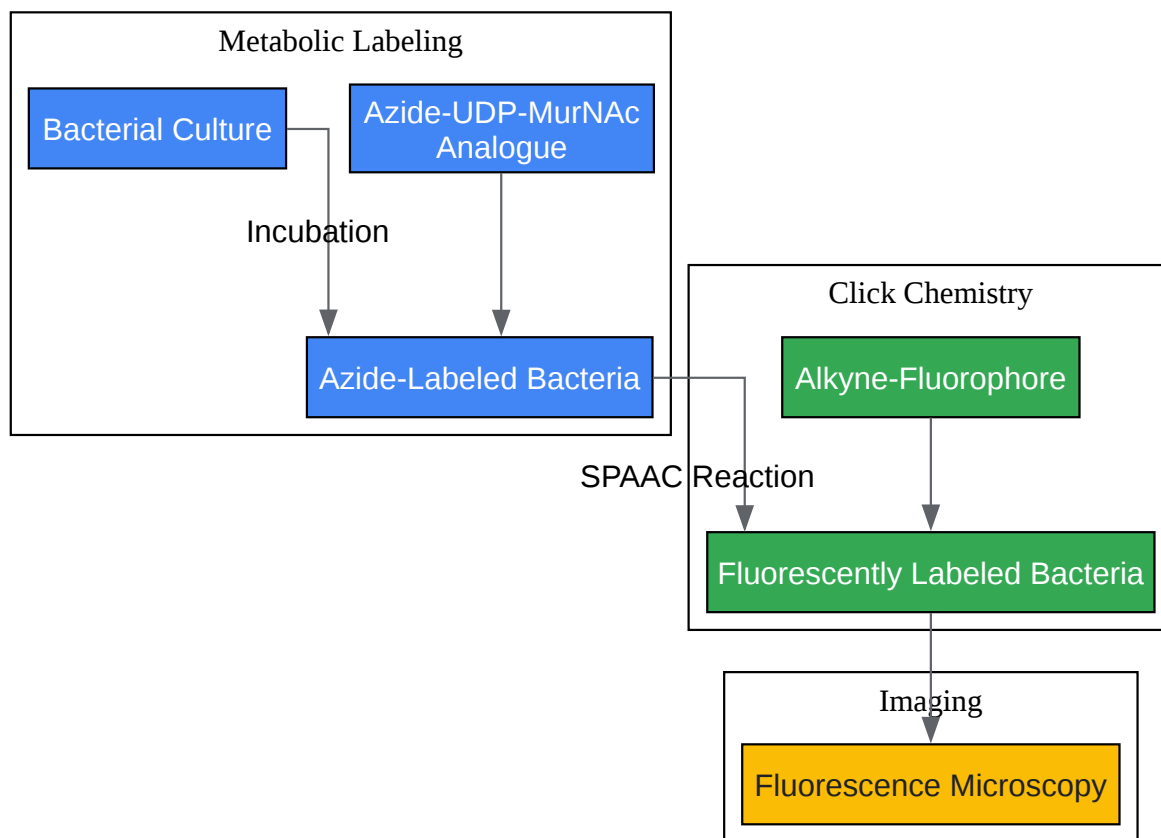 Metabolic Labeling
Bacterial Culture
Azide-UDP-MurNAc
Analogue
Incubation
Azide-Labeled Bacteria
Click Chemistry
Alkyne-Fluorophore
SPAAC Reaction
Fluorescently Labeled Bacteria
Imaging
Fluorescence Microscopy